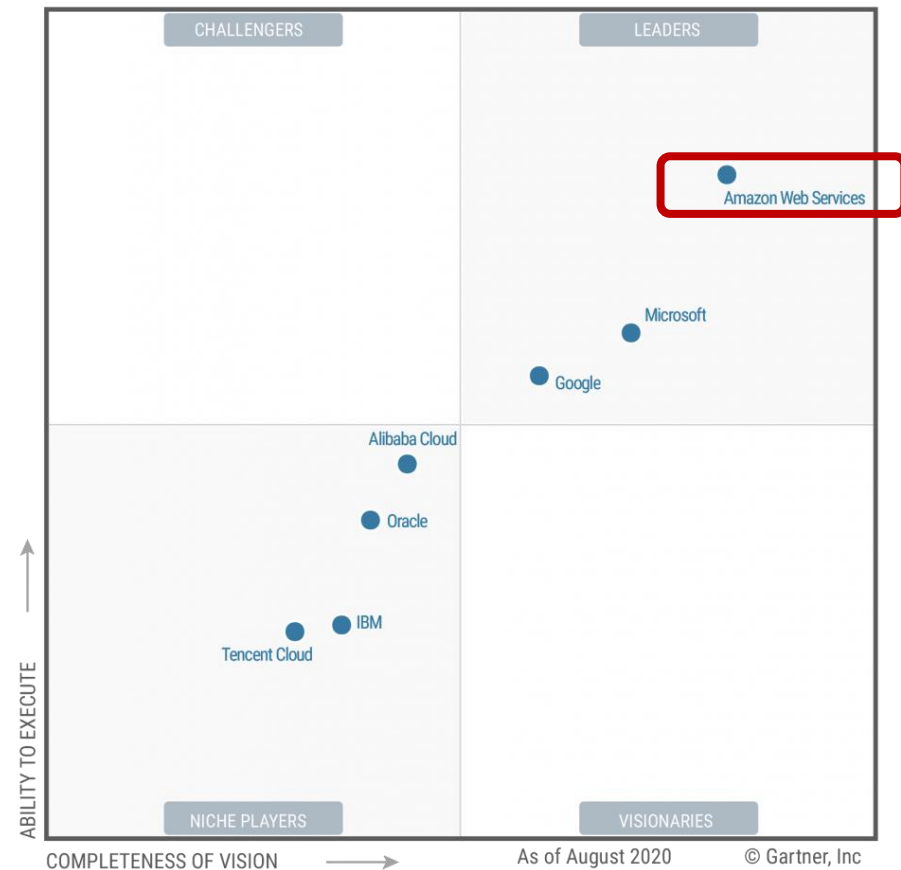 CHALLENGERS
LEADERS
Amazon Web Services
Microsoft
Google
Alibaba Cloud
Oracle
IBM
Tencent Cloud
ABILITY TO EXECUTE
NICHE PLAYERS
VISIONARIES
COMPLETENESS OF VISION
As of August 2020
© Gartner, Inc